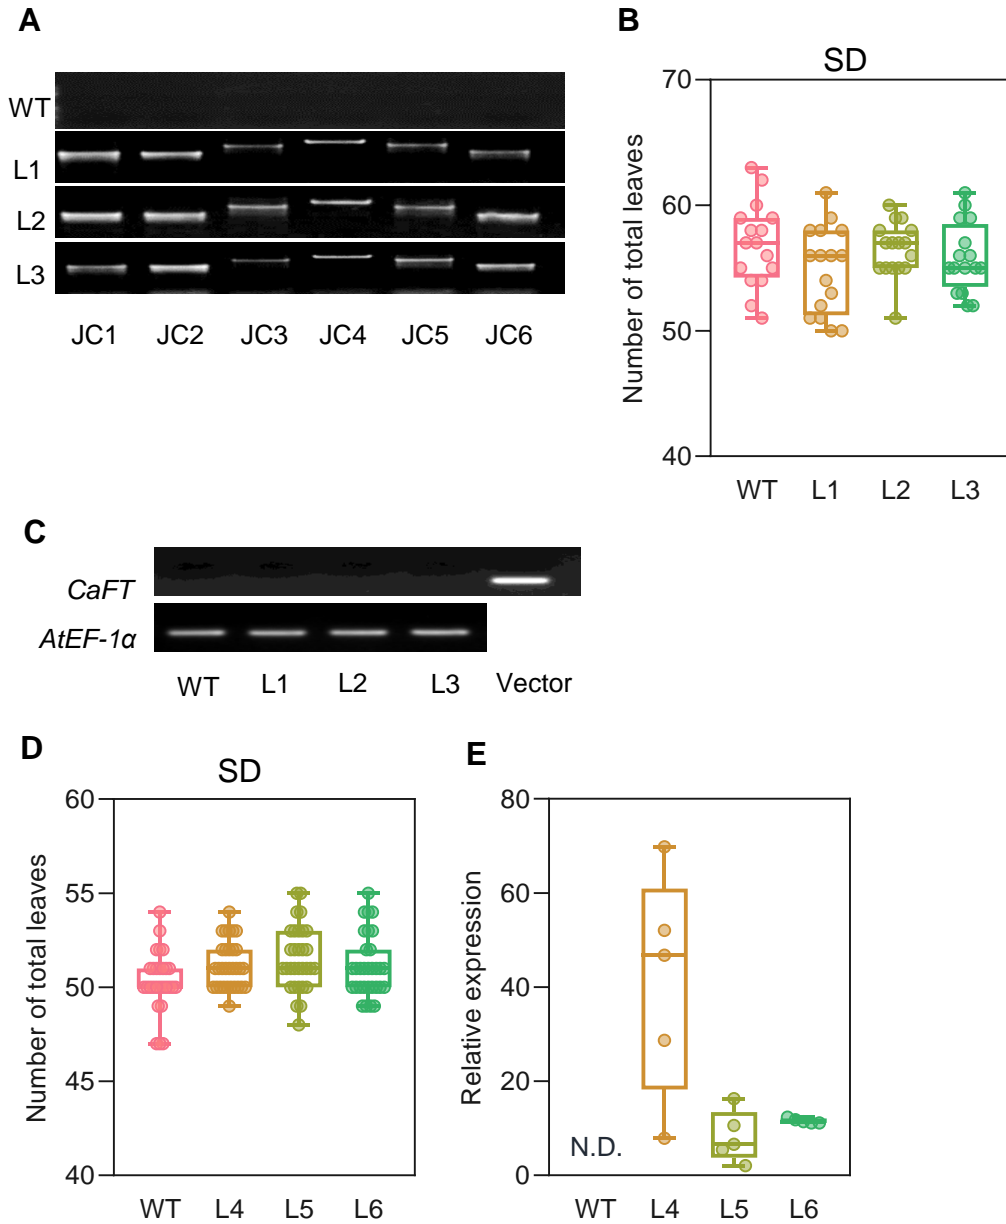 A
WT
L1
L2
L3
JC1 JC2 JC3 JC4 JC5 JC6
B
SD
Number of total leaves
70
60
50
40
WT L1 L2 L3
C
CaFT
AtEF-1α
WT L1 L2 L3 Vector
D
SD
Number of total leaves
60
55
50
45
40
WT L4 L5 L6
E
Relative expression
80
60
40
20
0
N.D.
WT L4 L5 L6